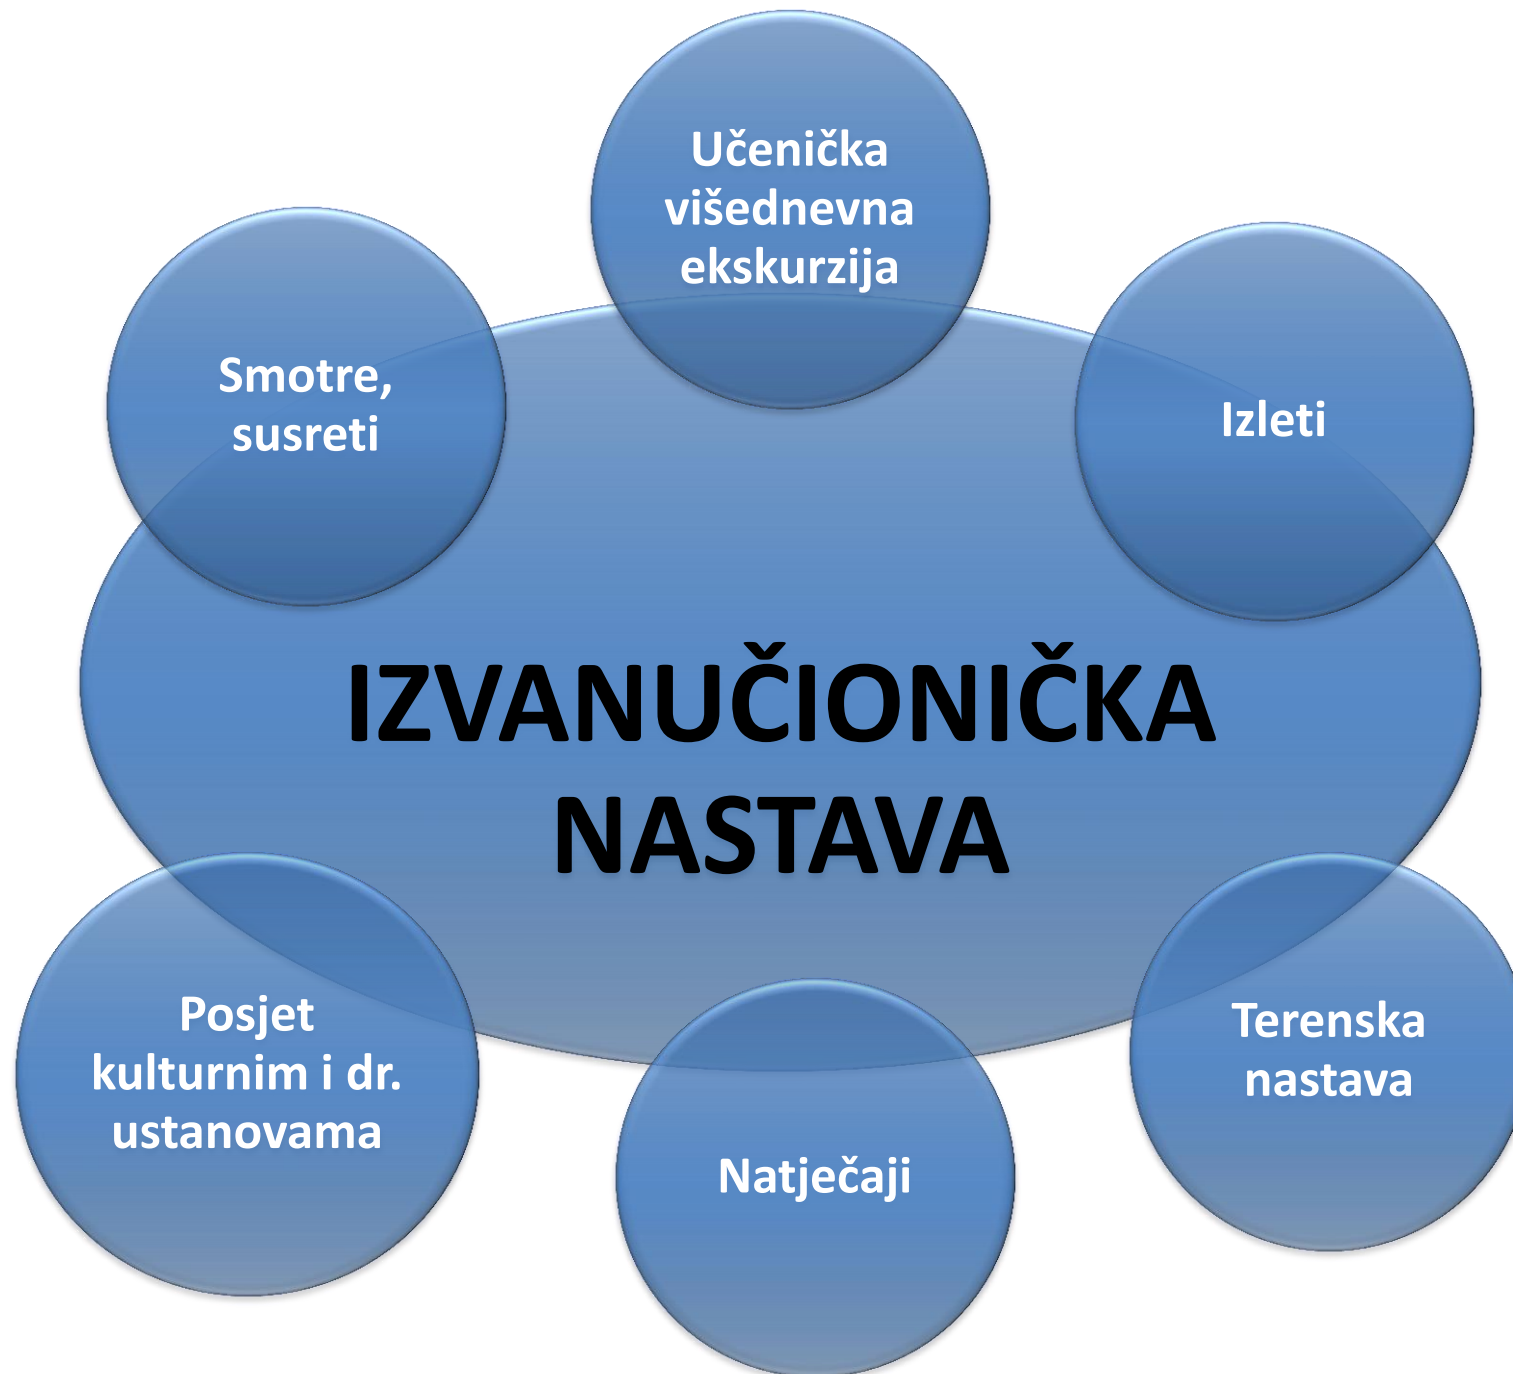 Učenička
višednevna
ekskurzija
Smotre,
susreti
Izleti
IZVANUČIONIČKA
NASTAVA
Posjet
kulturnim i dr.
ustanovama
Terenska
nastava
Natječaji